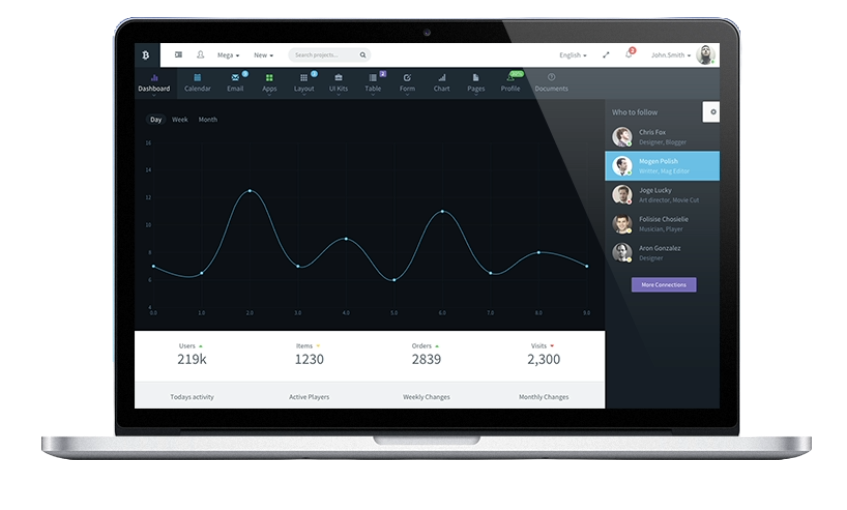 Mega New Search projects... English 2 John.Smith
Dashboard Calendar Email Apps Layout UI Kits Table Form Chart Pages Profile Documents
Day Week Month
16
14
12
10
8
6
4
0.0 1.0 2.0 3.0 4.0 5.0 6.0 7.0 8.0 9.0
Who to follow
Chris Fox
Designer, Blogger
Mogen Polish
Writter, Mag Editor
Joge Lucky
Art director, Movie Cut
Folisise Chosielie
Musician, Player
Aron Gonzalez
Designer
More Connections
Users Items Orders Visits
219k 1230 2839 2,300
Todays activity Active Players Weekly Changes Monthly Changes